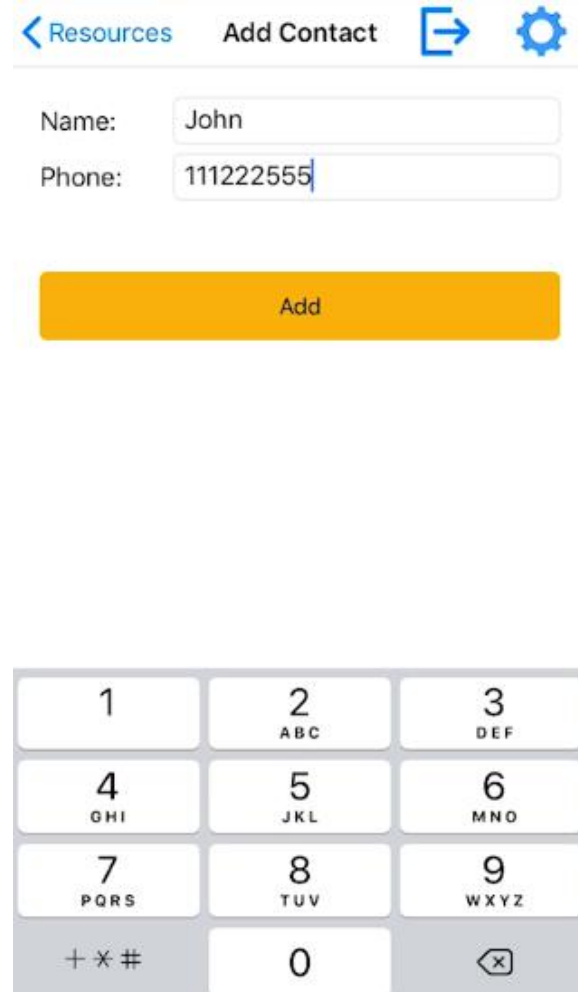 Resources Add Contact
Name: John
Phone: 111222555
Add
1 2 3
ABC DEF
4 5 6
GHI JKL MNO
7 8 9
PQRS TUV WXYZ
+*# 0